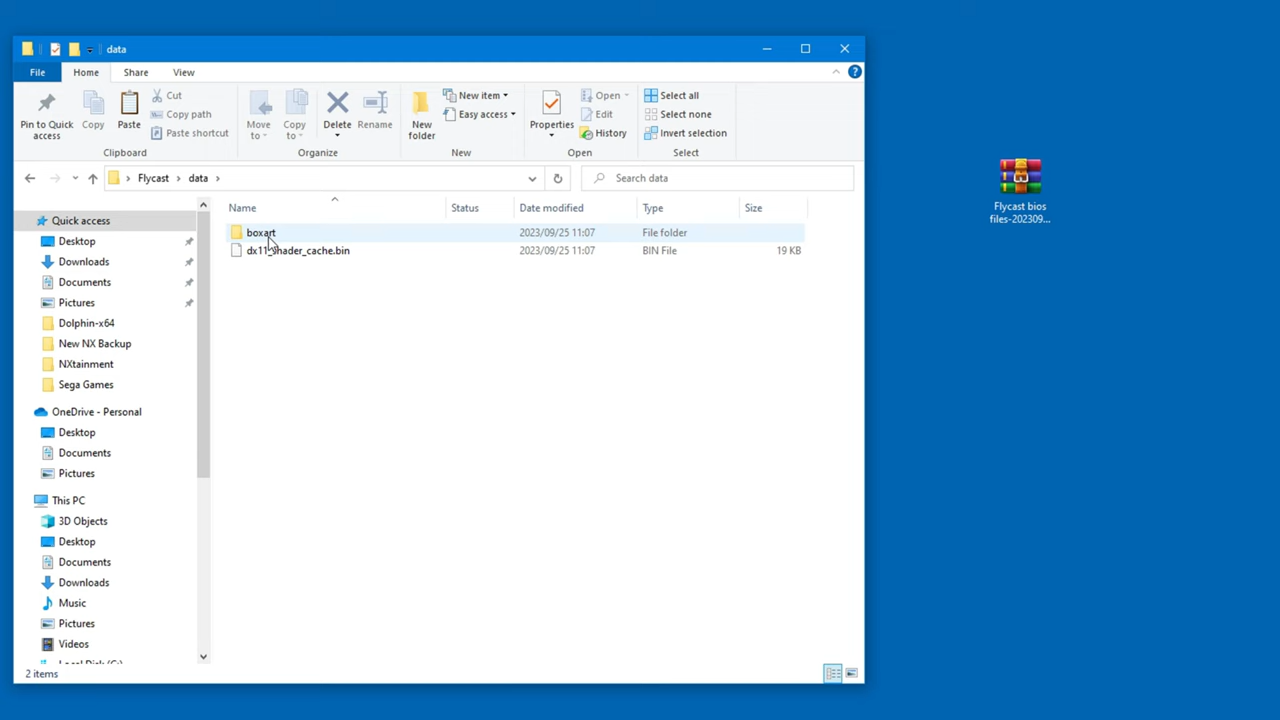 data
File
Home
Share
View
Pin to Quick access
Copy
Paste
Cut
Copy path
Paste shortcut
Clipboard
Move to
Copy to
Delete
Rename
Organize
New folder
New item
Easy access
New
Properties
Open
Edit
History
Open
Select all
Select none
Invert selection
Select
Flycast
data
Search data
Name
Status
Date modified
Type
Size
boxart
2023/09/25 11:07
File folder
dx11_shader_cache.bin
2023/09/25 11:07
BIN File
19 KB
Quick access
Desktop
Downloads
Documents
Pictures
Dolphin-x64
New NX Backup
NXtainment
Sega Games
OneDrive - Personal
Desktop
Documents
Pictures
This PC
3D Objects
Desktop
Documents
Downloads
Music
Pictures
Videos
Local Disk (C:)
2 items
Flycast bios
files-202309...